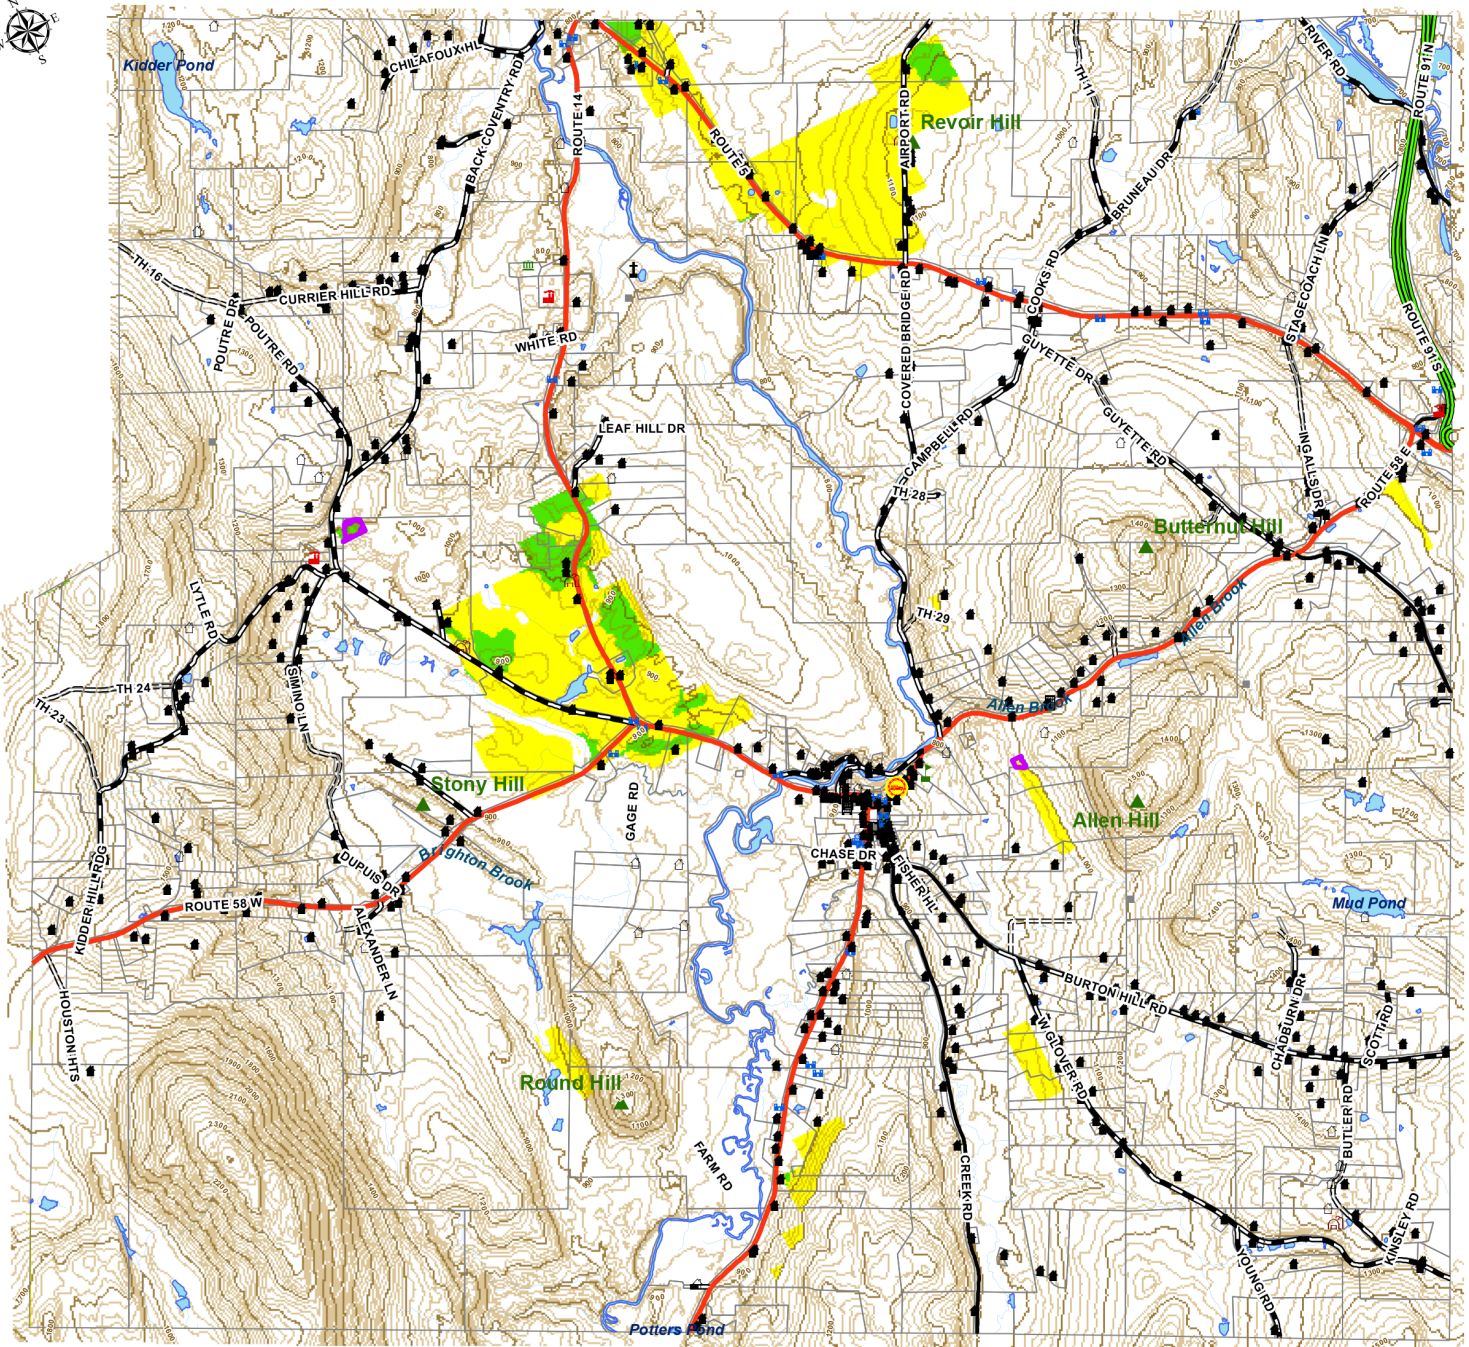 E
S
Kidder Pond
CHILAFOUX HL
BACK COVENTRY RD
ROUTE 14
ROUTE 5
AIRPORT RD
Revoir Hill
TH 11
BRUNEAU DR
RIVER RD
ROUTE 91 N
TH 16
CURRIER HILL RD
POUTRE DR
POUTRE RD
WHITE RD
COVERED BRIDGE RD
COOKS RD
STAGECOACH LN
ROUTE 91 S
GUYETTE DR
GUYETTE RD
LEAF HILL DR
CAMPBELL RD
TH 28
INGALLS DR
ROUTE 58 E
Butternut Hill
Allen Brook
TH 29
LYTLE RD
SIMINO LN
TH 24
TH 23
Allen Brook
Stony Hill
GAGE RD
Allen Hill
CHASE DR
FISHER HL
Brighton Brook
DUPUIS DR
KIDDER HILL RDG
ROUTE 58 W
ALEXANDER LN
Mud Pond
HOUSTON HTS
BURTON HILL RD
W GLOVER RD
CHADBURN DR
SCOTT RD
Round Hill
BUTLER RD
FARM RD
CREEK RD
KINSLEY RD
YOUNG RD
Potters Pond